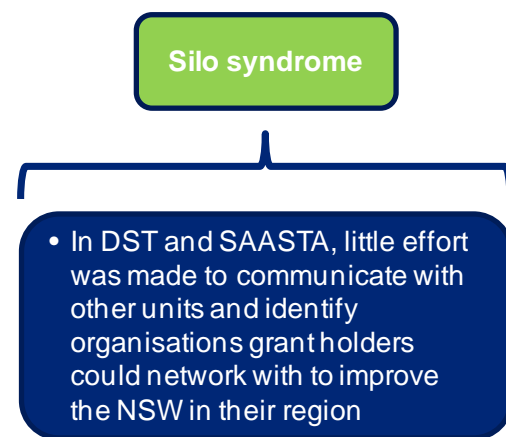 Silo syndrome
• In DST and SAASTA, little effort
was made to communicate with
other units and identify
organisations grant holders
could network with to improve
the NSW in their region